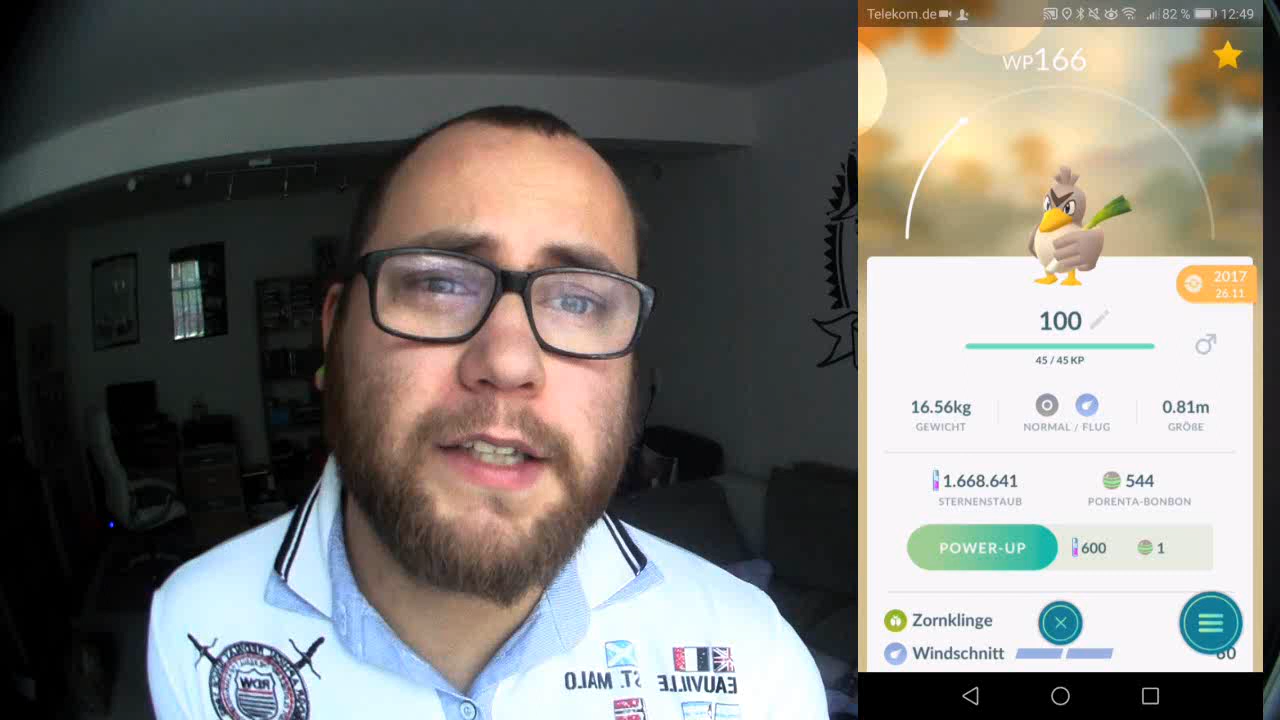 Telekom.de 82 % 12:49
WP166
2017
26.11
100
45 / 45 KP
16.56kg 0.81m
GEWICHT NORMAL / FLUG GRÖßE
1.668.641 544
STERNENSTAUB PORENTA-BONBON
POWER-UP 600 1
Zornklinge
Windschnitt 60
ST. MALO
EAUVILLE